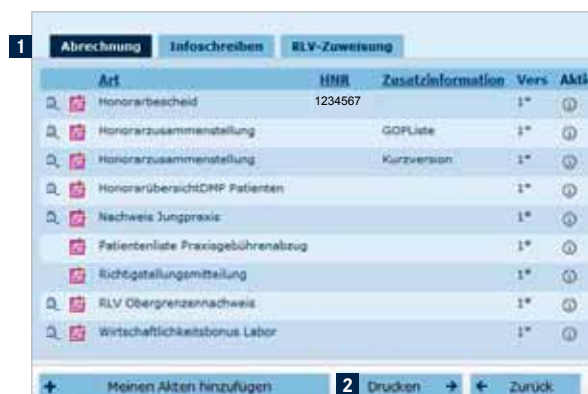 1 Abrechnung Infoschreiben RLV-Zuweisung
Art HNR Zusatzinformation Vers Akti
Honorarbescheid 1234567 1*
Honorarzusammenstellung GOPListe 1*
Honorarzusammenstellung Kurzversion 1*
HonorarübersichtDMP Patienten 1*
Nachweis Jungpraxis 1*
Patientenliste Praxisgebührenabzug 1*
Richtigstellungsmitteilung 1*
RLV Obergrenzennachweis 1*
Wirtschaftlichkeitsbonus Labor 1*
+ Meinen Akten hinzufügen 2 Drucken → ← Zurück